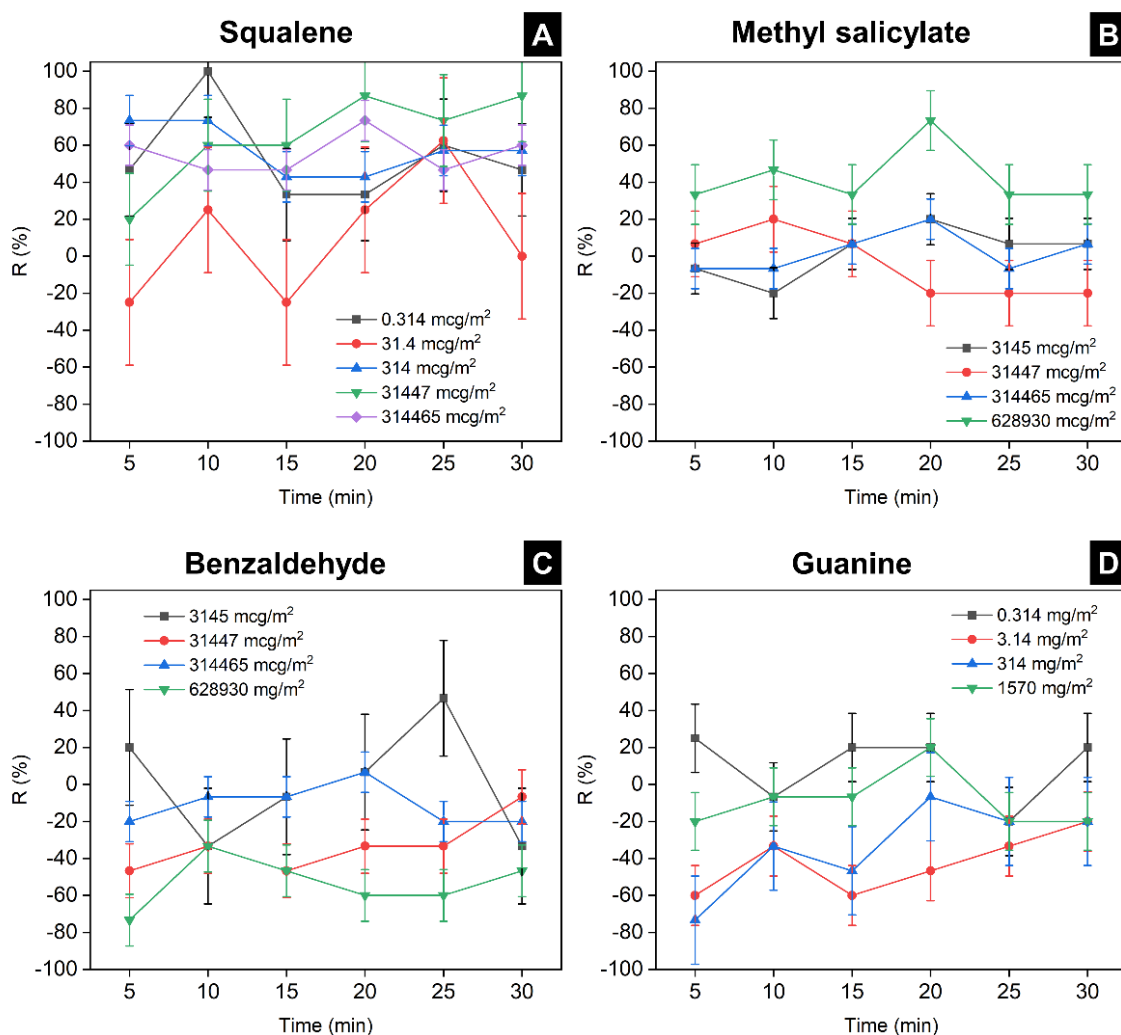 Squalene
A
100
80
60
40
20
0
-20
-40
-60
-80
-100
R (%)
0.314 mcg/m²
31.4 mcg/m²
314 mcg/m²
31447 mcg/m²
314465 mcg/m²
5 10 15 20 25 30
Time (min)
Methyl salicylate
B
100
80
60
40
20
0
-20
-40
-60
-80
-100
R (%)
3145 mcg/m²
31447 mcg/m²
314465 mcg/m²
628930 mcg/m²
5 10 15 20 25 30
Time (min)
Benzaldehyde
C
100
80
60
40
20
0
-20
-40
-60
-80
-100
R (%)
3145 mcg/m²
31447 mcg/m²
314465 mcg/m²
628930 mg/m²
5 10 15 20 25 30
Time (min)
Guanine
D
100
80
60
40
20
0
-20
-40
-60
-80
-100
R (%)
0.314 mg/m²
3.14 mg/m²
314 mg/m²
1570 mg/m²
5 10 15 20 25 30
Time (min)